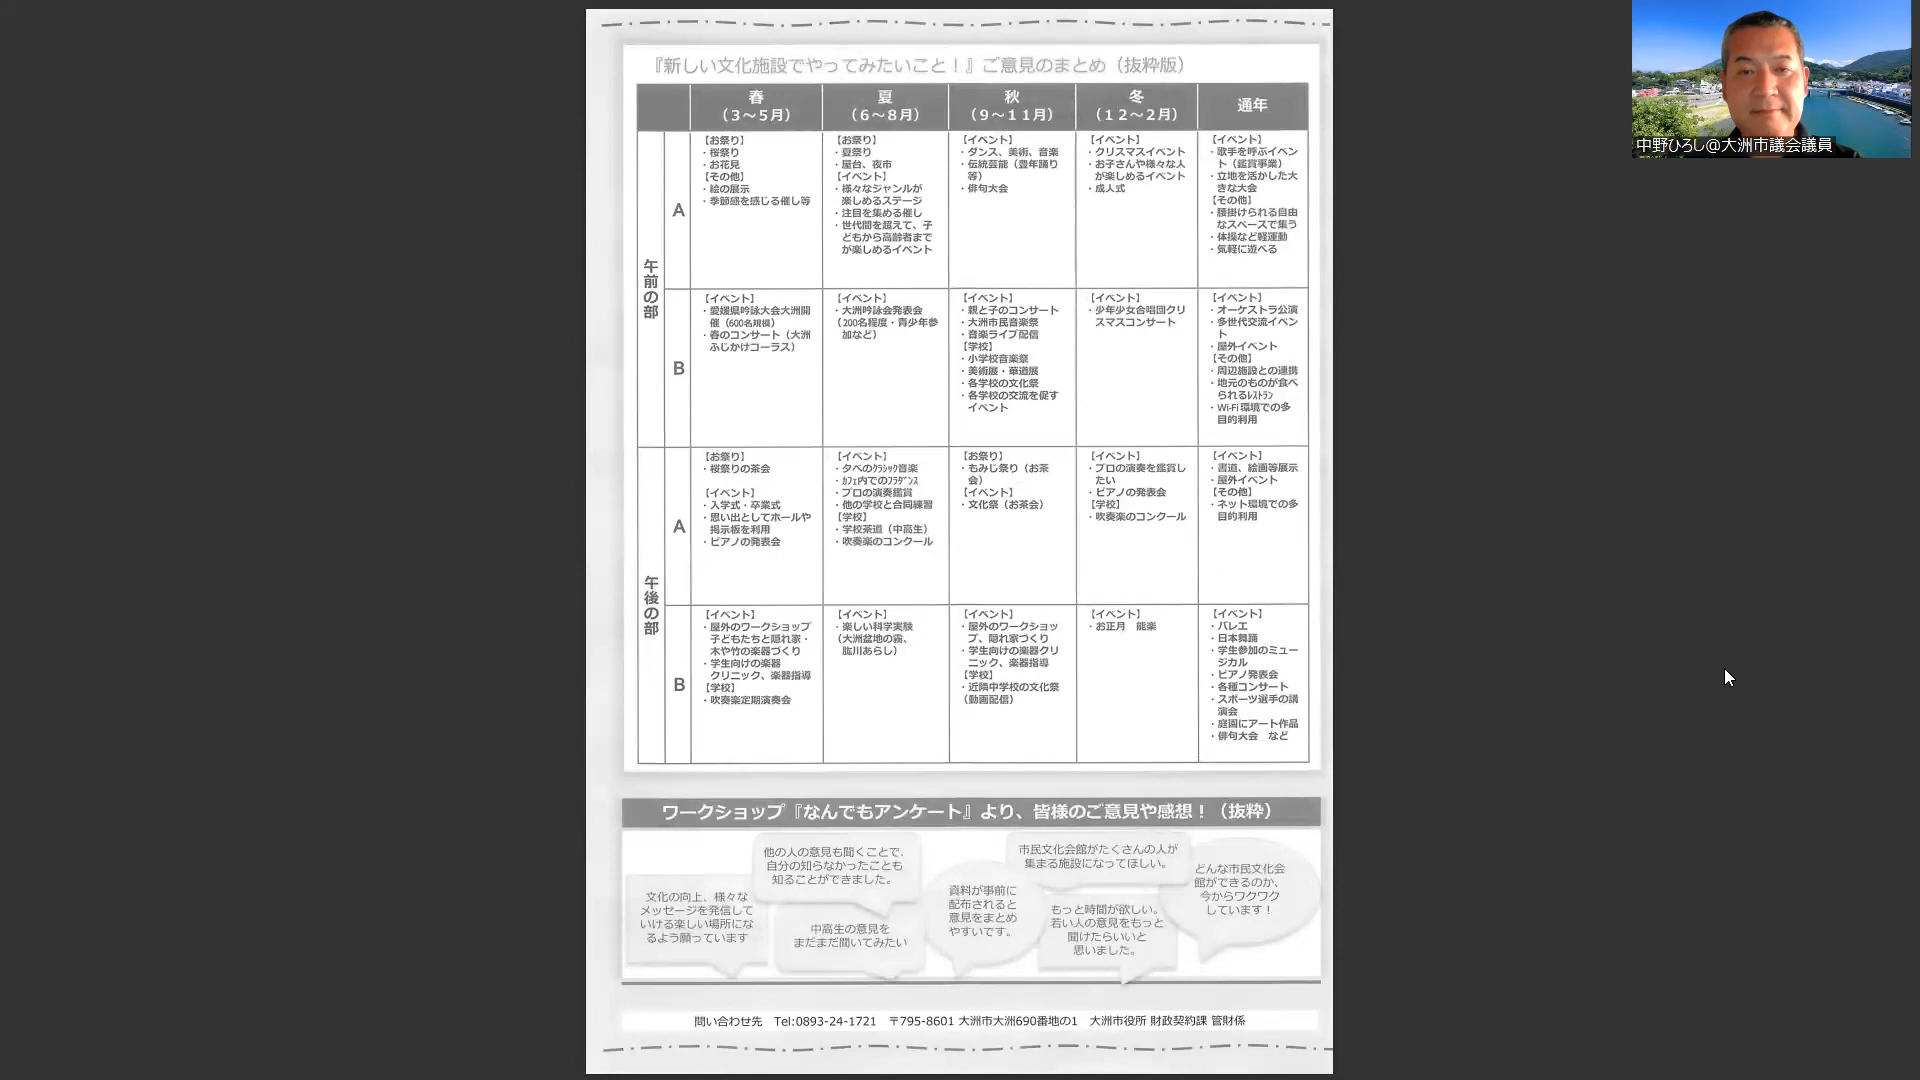 『新しい文化施設でやってみたいこと！』ご意見のまとめ（抜粋版）
春
（３～５月）
夏
（６～８月）
秋
（９～１１月）
冬
（１２～２月）
通年
午前の部
A
【お祭り】
・桜祭り
・お花見
【その他】
・絵の展示
・季節感を感じる催し等
【お祭り】
・夏祭り
・屋台、夜市
【イベント】
・様々なジャンルが
楽しめるステージ
・注目を集める催し
・世代間を超えて、子
どもから高齢者まで
が楽しめるイベント
【イベント】
・ダンス、美術、音楽
・伝統芸能（豊年踊り
等）
・俳句大会
【イベント】
・クリスマスイベント
・お子さんや様々な人
が楽しめるイベント
・成人式
【イベント】
・歌手を呼ぶイベン
ト（鑑賞事業）
・立地を活かした大
きな大会
【その他】
・腰掛けられる自由
なスペースで集う
・体操など軽運動
・気軽に遊べる
B
【イベント】
・愛媛県吟詠大会大洲開
催（600名規模）
・春のコンサート（大洲
ふじかけコーラス）
【イベント】
・大洲吟詠会発表会
（200名程度・青少年参
加など）
【イベント】
・親と子のコンサート
・大洲市民音楽祭
・音楽ライブ配信
【学校】
・小学校音楽祭
・美術展・華道展
・各学校の文化祭
・各学校の交流を促す
イベント
【イベント】
・少年少女合唱団クリ
スマスコンサート
【イベント】
・オーケストラ公演
・多世代交流イベン
ト
・屋外イベント
【その他】
・周辺施設との連携
・地元のものが食べ
られるﾚｽﾄﾗﾝ
・Wi-Fi 環境での多
目的利用
午後の部
A
【お祭り】
・桜祭りの茶会
【イベント】
・入学式・卒業式
・思い出としてホールや
掲示板を利用
・ピアノの発表会
【イベント】
・夕べのｸﾗｼｯｸ音楽
・ｶﾌｪ内でのﾌﾗﾀﾞﾝｽ
・プロの演奏鑑賞
・他の学校と合同練習
【学校】
・学校茶道（中高生）
・吹奏楽のコンクール
【お祭り】
・もみじ祭り（お茶
会）
【イベント】
・文化祭（お茶会）
【イベント】
・プロの演奏を鑑賞し
たい
・ピアノの発表会
【学校】
・吹奏楽のコンクール
【イベント】
・書道、絵画等展示
・屋外イベント
【その他】
・ネット環境での多
目的利用
B
【イベント】
・屋外のワークショップ
子どもたちと隠れ家・
木や竹の楽器づくり
・学生向けの楽器
クリニック、楽器指導
【学校】
・吹奏楽定期演奏会
【イベント】
・楽しい科学実験
（大洲盆地の霧、
肱川あらし）
【イベント】
・屋外のワークショッ
プ、隠れ家づくり
・学生向けの楽器クリ
ニック、楽器指導
【学校】
・近隣中学校の文化祭
（動画配信）
【イベント】
・お正月　能楽
【イベント】
・バレエ
・日本舞踊
・学生参加のミュー
ジカル
・ピアノ発表会
・各種コンサート
・スポーツ選手の講
演会
・庭園にアート作品
・俳句大会　など
ワークショップ『なんでもアンケート』より、皆様のご意見や感想！（抜粋）
文化の向上、様々な
メッセージを発信して
いける楽しい場所にな
るよう願っています
他の人の意見も聞くことで、
自分の知らなかったことも
知ることができました。
中高生の意見を
まだまだ聞いてみたい
資料が事前に
配布されると
意見をまとめ
やすいです。
市民文化会館がたくさんの人が
集まる施設になってほしい。
もっと時間が欲しい。
若い人の意見をもっと
聞けたらいいと
思いました。
どんな市民文化会
館ができるのか、
今からワクワク
しています！
問い合わせ先　Tel:0893-24-1721　〒795-8601 大洲市大洲690番地の1　大洲市役所 財政契約課 管財係
中野ひろし@大洲市議会議員